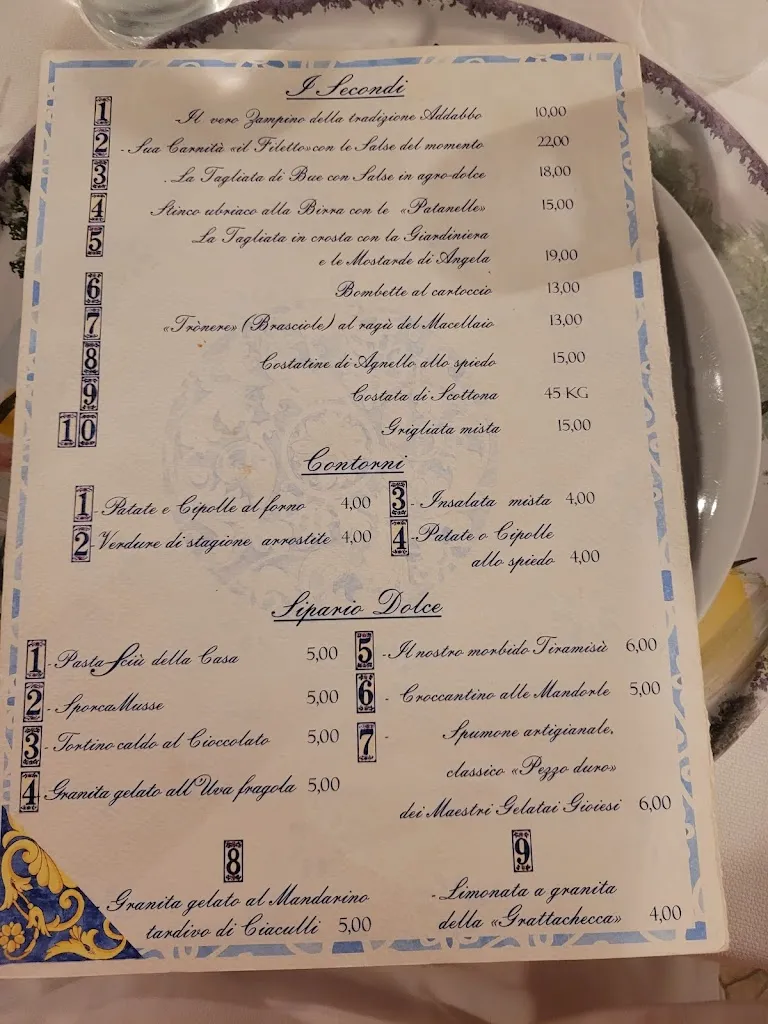 I Secondi
1 -Il vero Zampino della tradizione Addabbo 10,00
2 - Sua Carnità «il Filetto» con le Salse del momento 22,00
3 . La Tagliata di Bue con Salse in agro-dolce 18,00
4 Stinco ubriaco alla Birra con le «Patanelle» 15,00
5 La Tagliata in crosta con la Giardiniera
e le Mostarde di Angela 19,00
6 Bombette al cartoccio 13,00
7 «Trònere» (Brasciole) al ragù del Macellaio 13,00
8 Costatine di Agnello allo spiedo 15,00
9 Costata di Scottona 45 KG
10 Grigliata mista 15,00
Contorni
1 - Patate e Cipolle al forno 4,00
2 - Verdure di stagione arrostite 4,00
3 - Insalata mista 4,00
4 - Patate o Cipolle
allo spiedo 4,00
Sipario Dolce
1 - Pasta Sciù della Casa 5,00
2 - SporcaMusse 5,00
3 - Tortino caldo al Cioccolato 5,00
4 Granita gelato all'Uva fragola 5,00
5 - Il nostro morbido Tiramisù 6,00
6 - Croccantino alle Mandorle 5,00
7 - Spumone artigianale,
classico «Pezzo duro»
dei Maestri Gelatai Gioiesi 6,00
8
- Granita gelato al Mandarino
tardivo di Ciaculli 5,00
9
- Limonata a granita
della «Grattachecca» 4,00